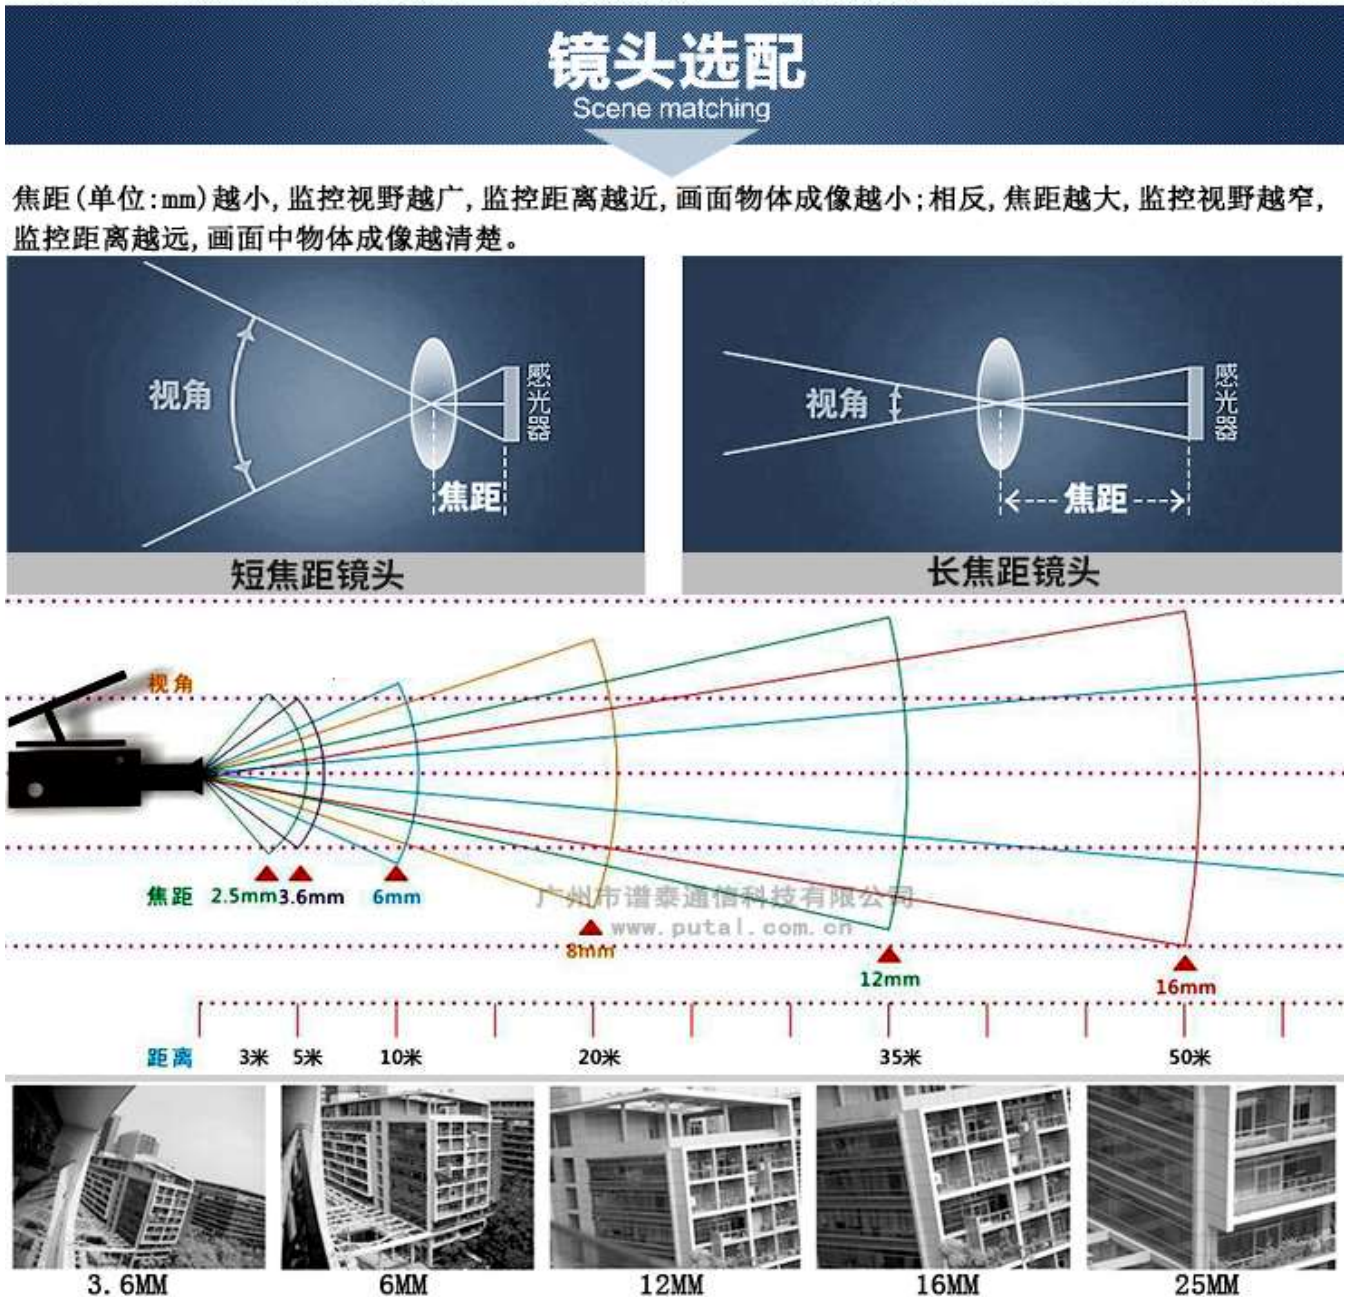 镜头选配
Scene matching
焦距(单位:mm)越小,监控视野越广,监控距离越近,画面物体成像越小;相反,焦距越大,监控视野越窄,
监控距离越远,画面中物体成像越清楚。
视角
感光器
焦距
短焦距镜头
视角
感光器
焦距
长焦距镜头
视角
焦距 2.5mm 3.6mm 6mm
广州市谱泰通信科技有限公司
www.putal.com.cn
8mm
12mm
16mm
距离 3米 5米 10米 20米 35米 50米
3.6MM 6MM 12MM 16MM 25MM